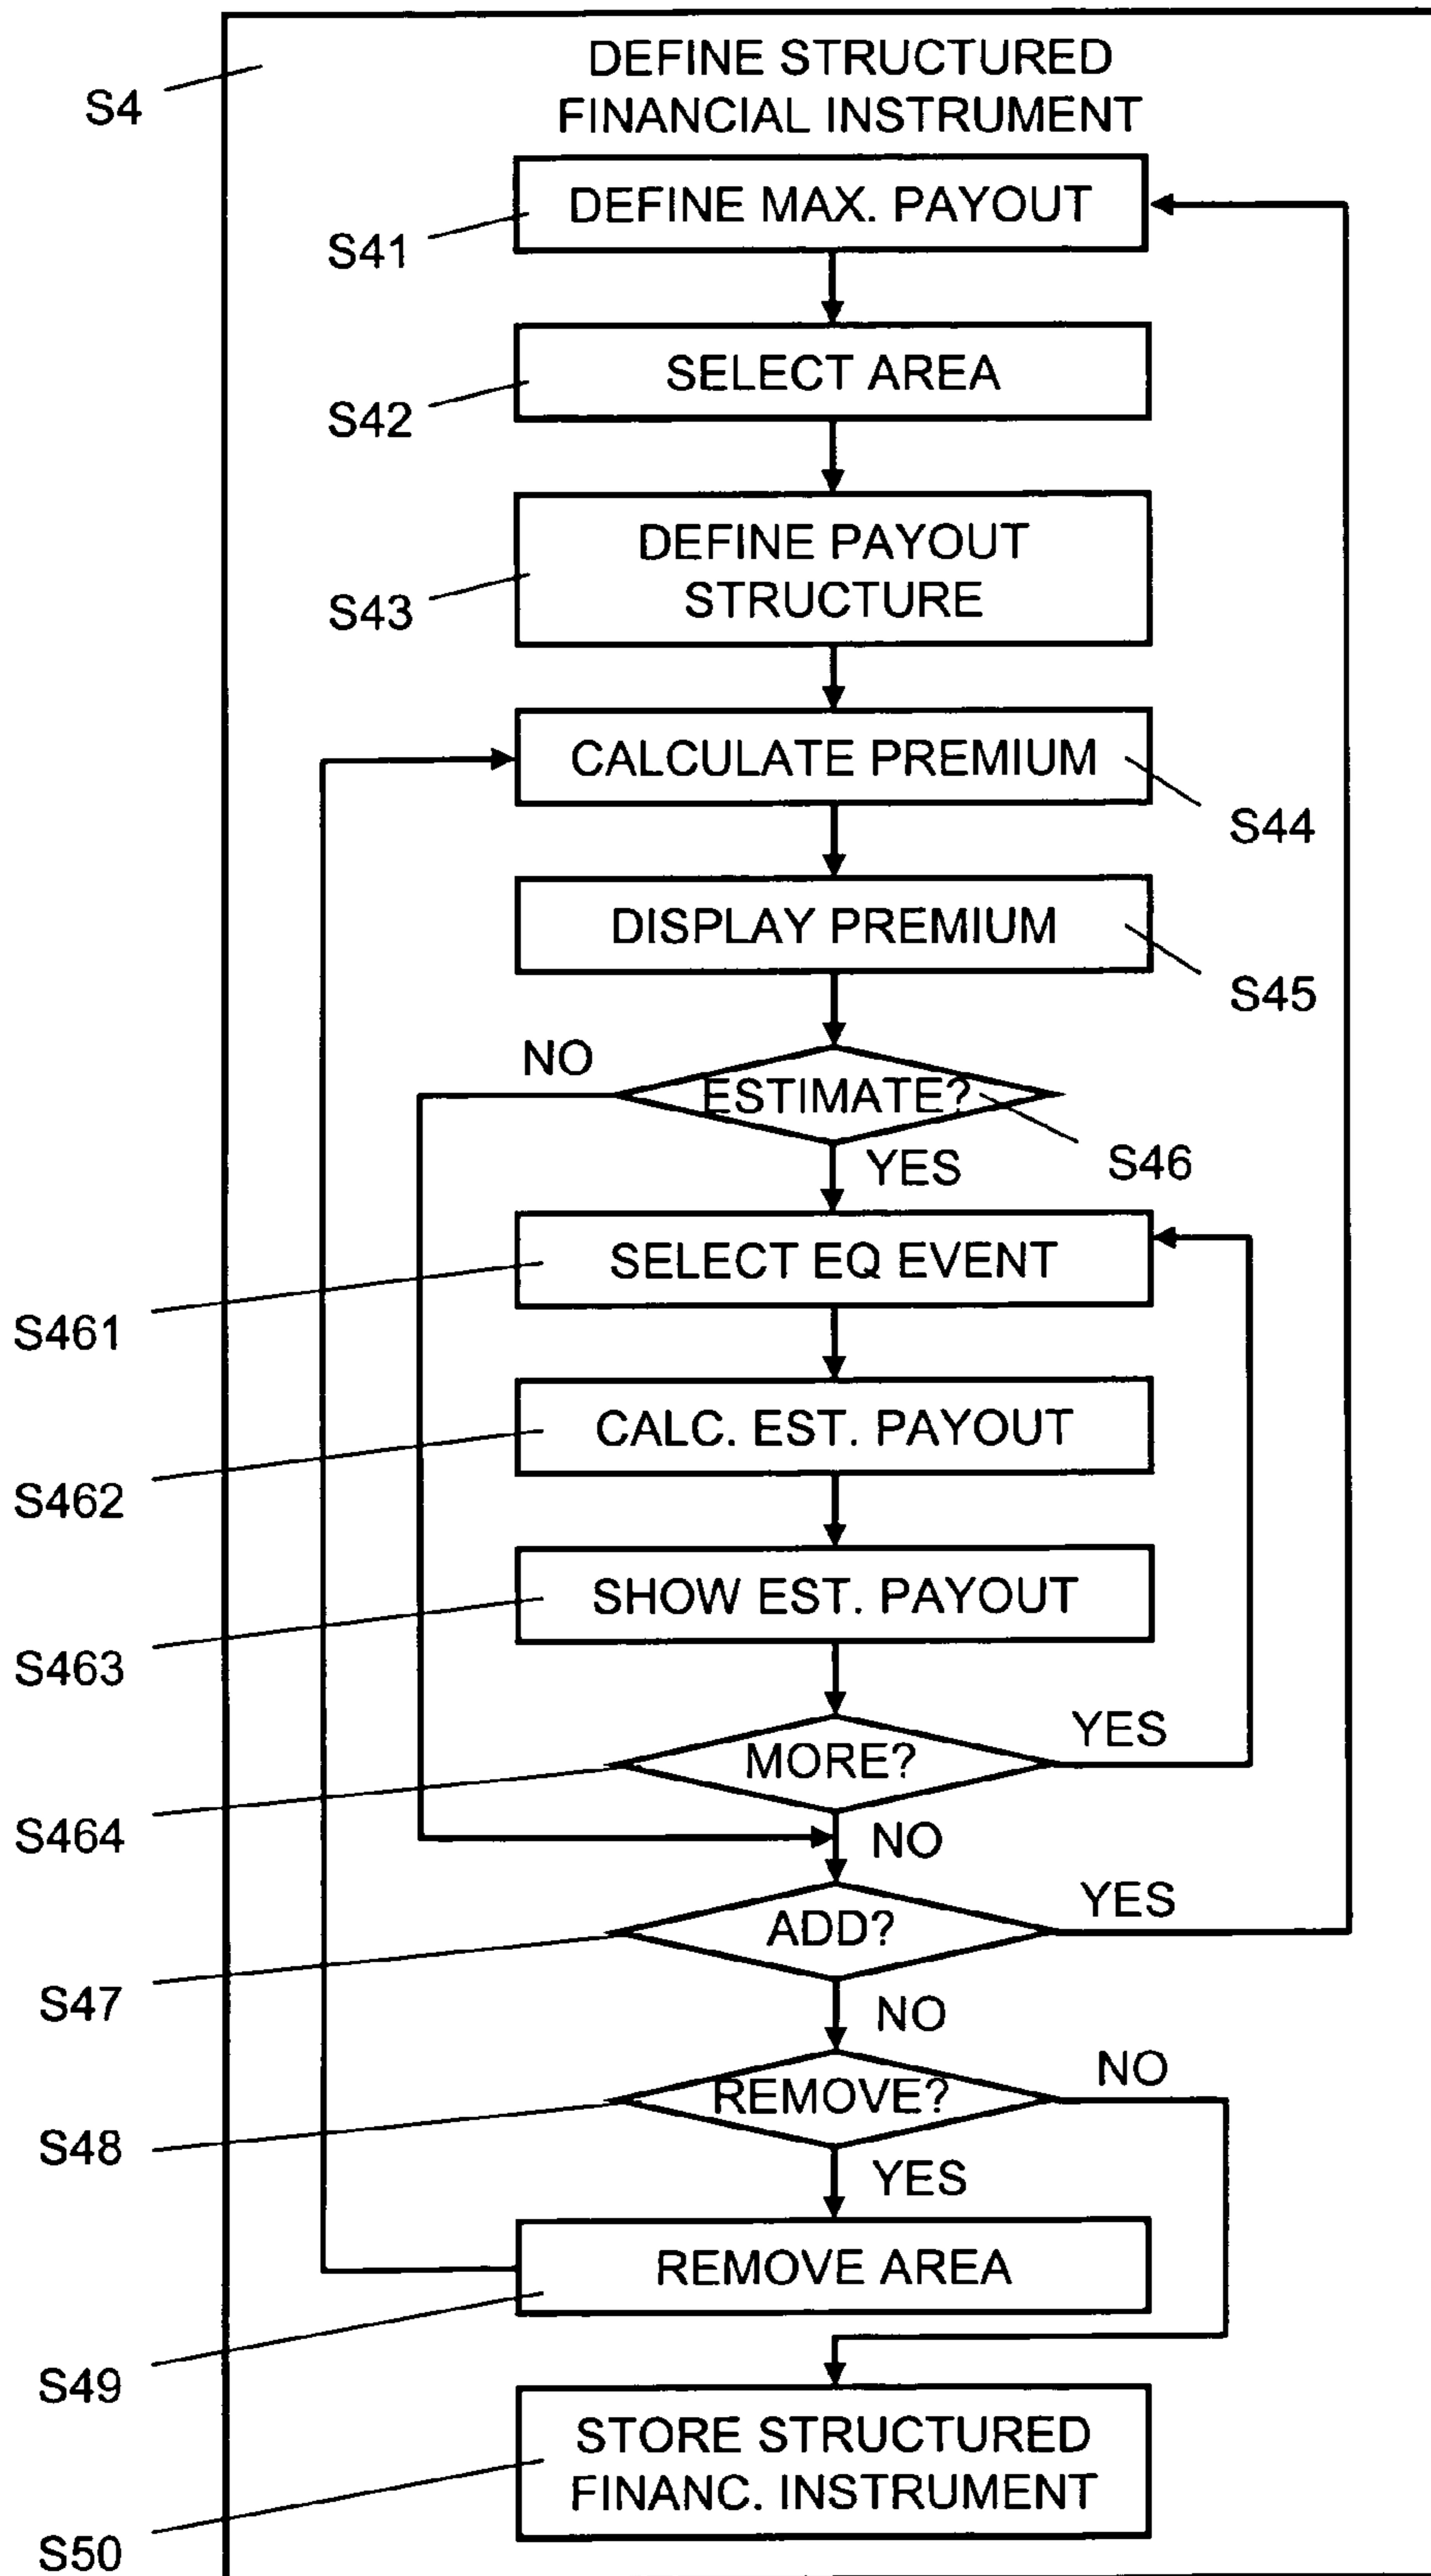 DEFINE STRUCTURED
FINANCIAL INSTRUMENT
S4
DEFINE MAX. PAYOUT
S41
SELECT AREA
S42
DEFINE PAYOUT
STRUCTURE
S43
CALCULATE PREMIUM
S44
DISPLAY PREMIUM
S45
NO
ESTIMATE?
S46
YES
SELECT EQ EVENT
S461
CALC. EST. PAYOUT
S462
SHOW EST. PAYOUT
S463
YES
MORE?
S464
NO
YES
ADD?
S47
NO
NO
REMOVE?
S48
YES
REMOVE AREA
S49
STORE STRUCTURED
FINANC. INSTRUMENT
S50